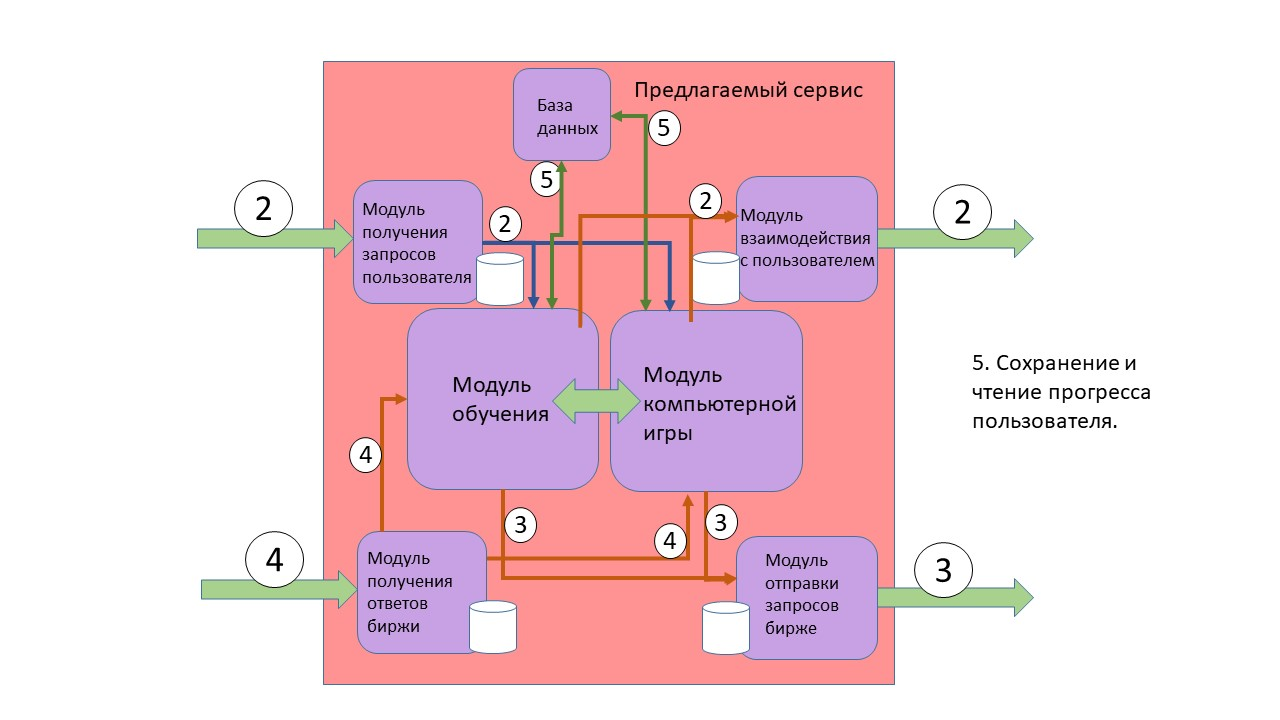 Предлагаемый сервис
База
данных
5
5
2
Модуль
получения
запросов
пользователя
2
2
Модуль
взаимодействия
с пользователем
2
Модуль
обучения
Модуль
компьютерной
игры
5. Сохранение и
чтение прогресса
пользователя.
4
3
4
3
4
Модуль
получения
ответов
биржи
Модуль
отправки
запросов
бирже
3